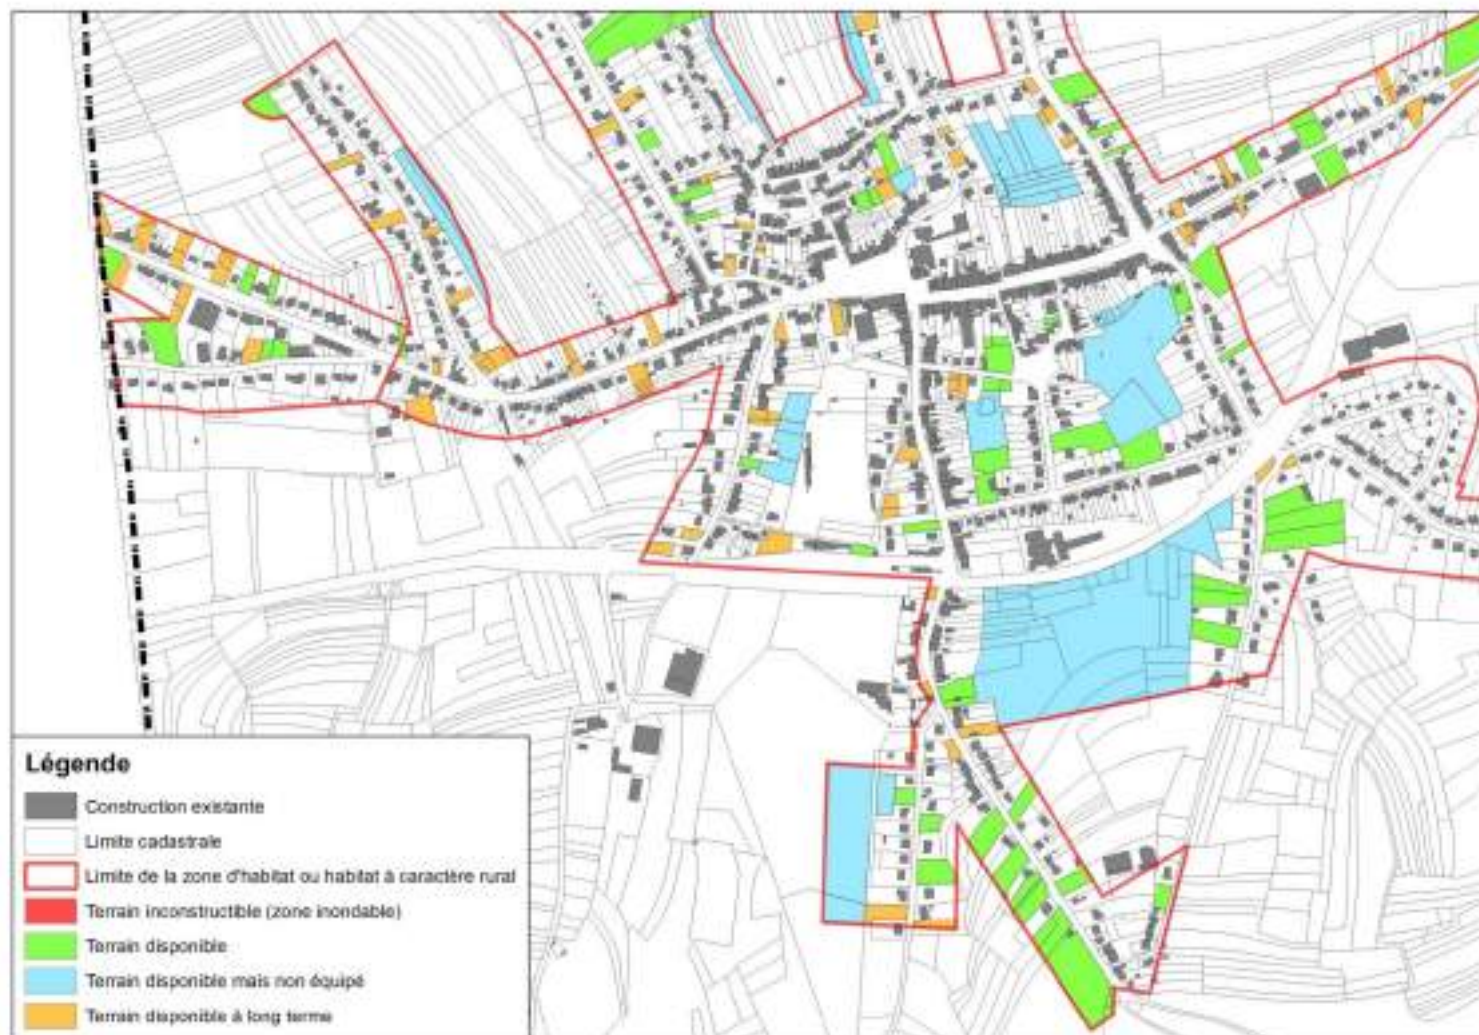 Légende
Construction existante
Limite cadastrale
Limite de la zone d'habitat ou habitat à caractère rural
Terrain inconstructible (zone inondable)
Terrain disponible
Terrain disponible mais non équipé
Terrain disponible à long terme